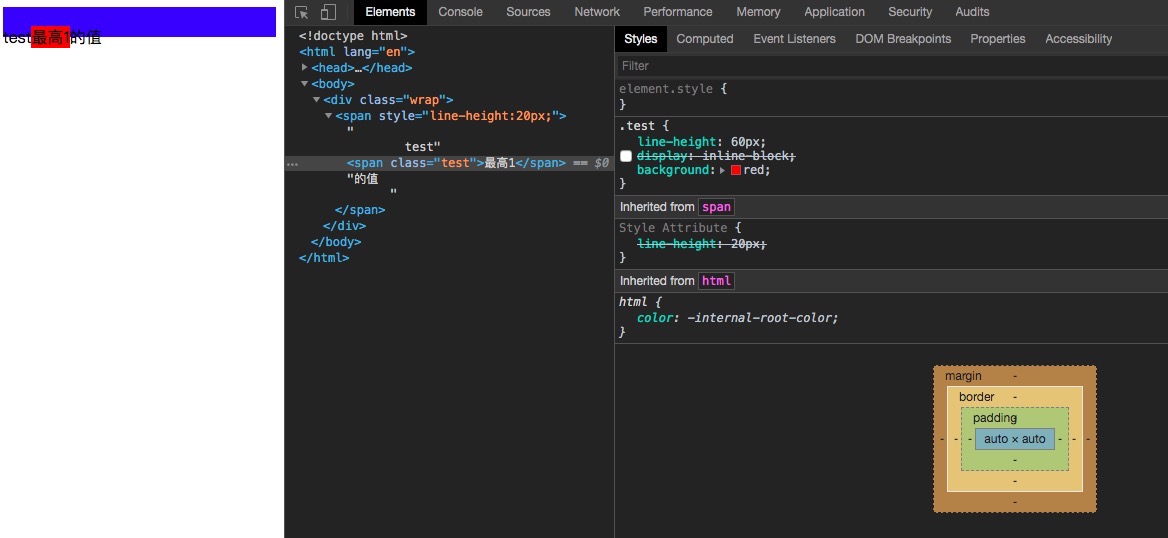 test最高1的值
Elements Console Sources Network Performance Memory Application Security Audits
<!doctype html>
<html lang="en">
<head>…</head>
<body>
<div class="wrap">
<span style="line-height:20px;">
"
test"
… <span class="test">最高1</span> == $0
"的值
"
</span>
</div>
</body>
</html>
Styles Computed Event Listeners DOM Breakpoints Properties Accessibility
Filter
element.style {
}
.test {
line-height: 60px;
display: inline-block;
background: red;
}
Inherited from span
Style Attribute {
line-height: 20px;
}
Inherited from html
html {
color: -internal-root-color;
}
margin -
border -
padding -
- - - auto × auto - - -
-
-
-